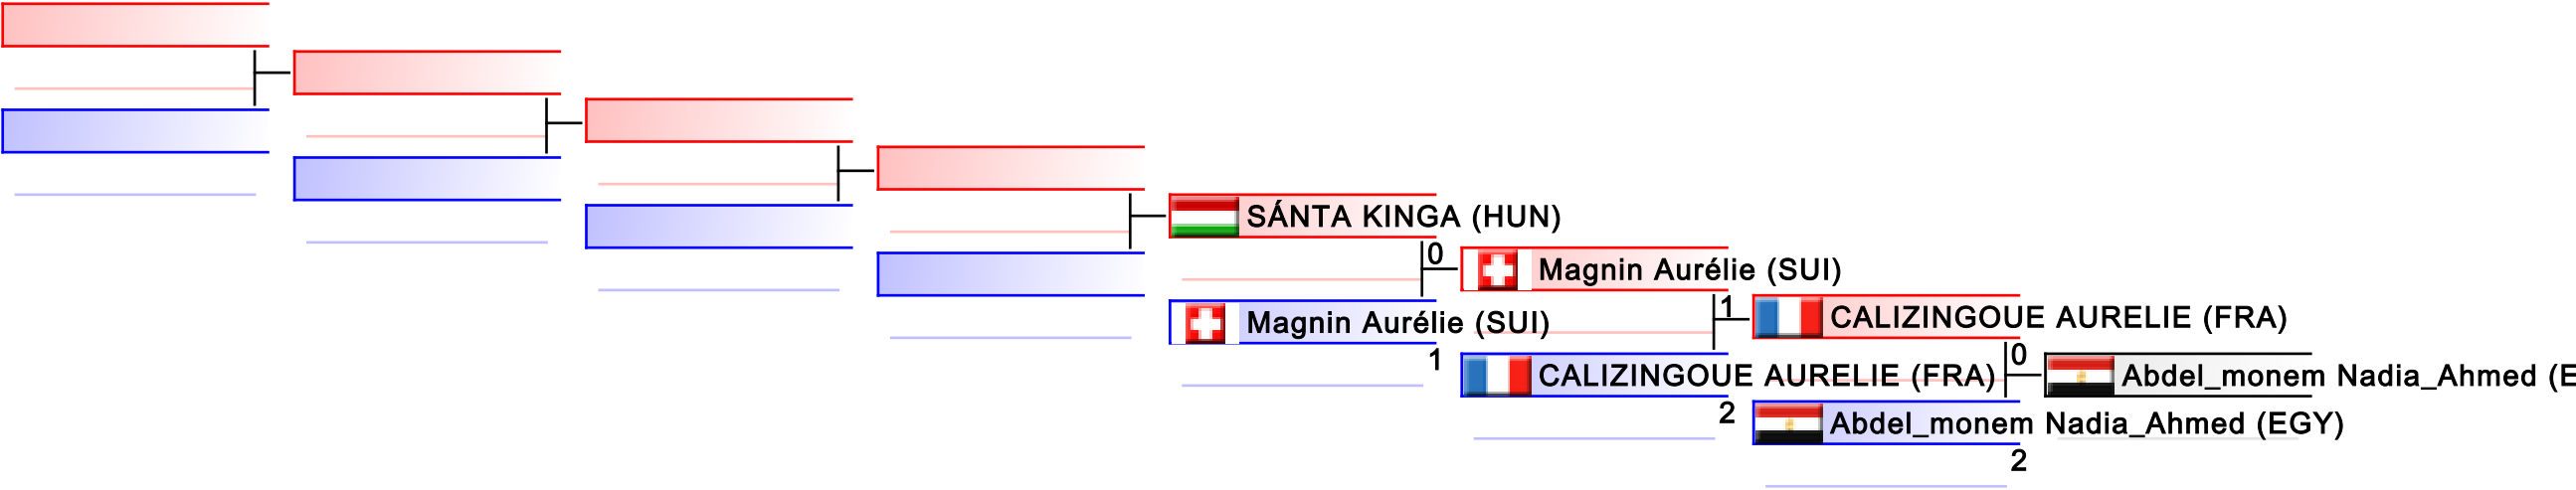 SÁNTA KINGA (HUN)
0
Magnin Aurélie (SUI)
Magnin Aurélie (SUI)
1
1
CALIZINGOUE AURELIE (FRA)
CALIZINGOUE AURELIE (FRA)
2
0
Abdel_monem Nadia_Ahmed (E
Abdel_monem Nadia_Ahmed (EGY)
2